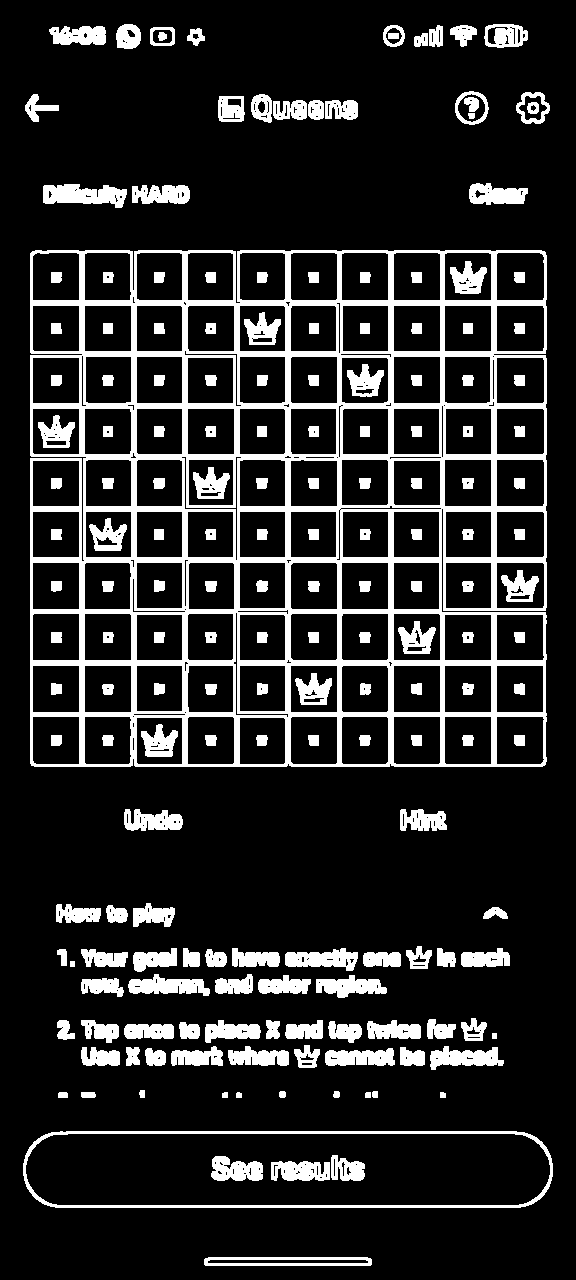 16:08
81
in Queens
Difficulty HARD
Clear
Undo
Hint
How to play
1. Your goal is to have exactly one in each
row, column, and color region.
2. Tap once to place X and tap twice for .
Use X to mark where cannot be placed.
See results